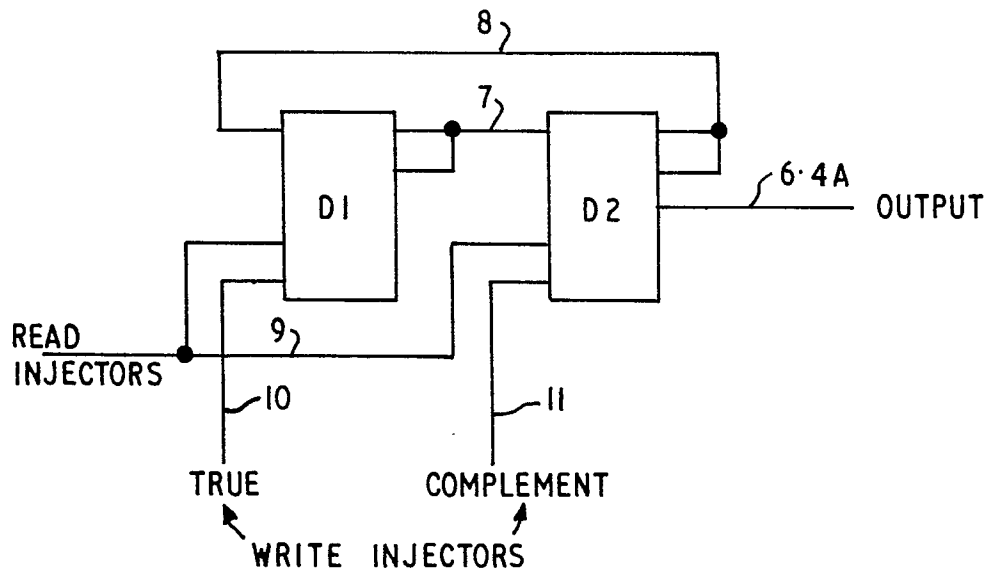 8
7
D1
D2
6·4A
OUTPUT
READ
INJECTORS
9
10
11
TRUE
COMPLEMENT
WRITE INJECTORS